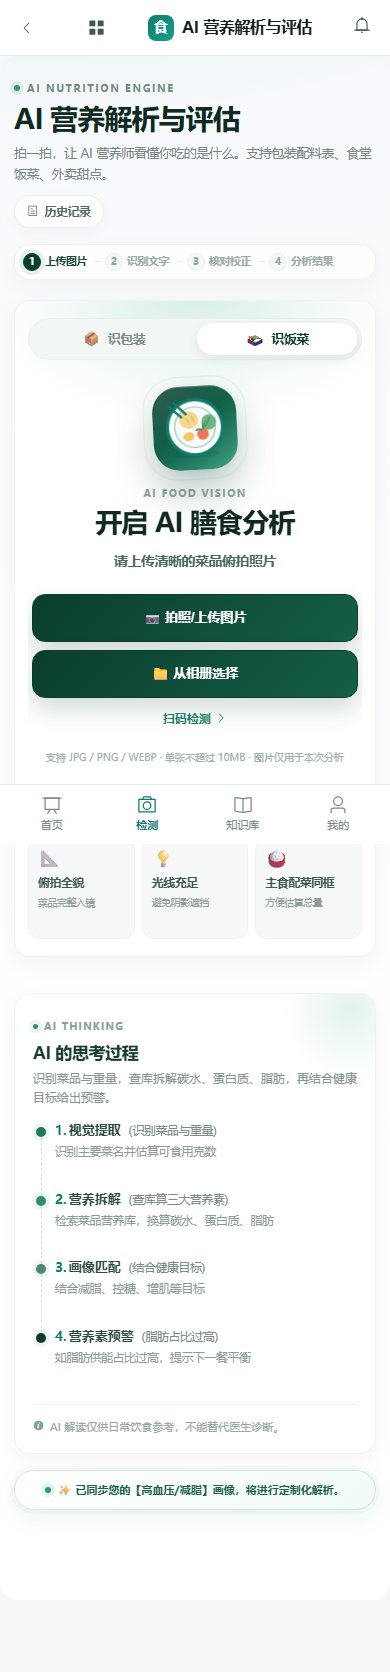 食 AI 营养解析与评估
AI NUTRITION ENGINE
AI 营养解析与评估
拍一拍，让 AI 营养师看懂你吃的是什么。支持包装配料表、食堂
饭菜、外卖甜点。
历史记录
1 上传图片 2 识别文字 3 核对校正 4 分析结果
识包装 识饭菜
AI FOOD VISION
开启 AI 膳食分析
请上传清晰的菜品俯拍照片
拍照/上传图片
从相册选择
扫码检测
支持 JPG / PNG / WEBP · 单张不超过 10MB · 图片仅用于本次分析
首页 检测 知识库 我的
俯拍全貌 光线充足 主食配菜同框
菜品完整入镜 避免阴影遮挡 方便估算总量
AI THINKING
AI 的思考过程
识别菜品与重量，查库拆解碳水、蛋白质、脂肪，再结合健康
目标给出预警。
1. 视觉提取 (识别菜品与重量)
识别主要菜名并估算可食用克数
2. 营养拆解 (查库算三大营养素)
检索菜品营养库，换算碳水、蛋白质、脂肪
3. 画像匹配 (结合健康目标)
结合减脂、控糖、增肌等目标
4. 营养素预警 (脂肪占比过高)
如脂肪供能占比过高，提示下一餐平衡
AI 解读仅供日常饮食参考，不能替代医生诊断。
已同步您的【高血压/减脂】画像，将进行定制化解析。